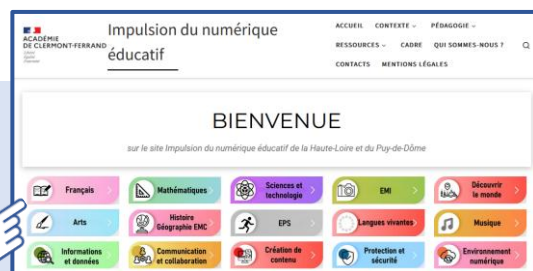 ACADÉMIE
DE CLERMONT-FERRAND
Liberté
Égalité
Fraternité
Impulsion du numérique
éducatif
ACCUEIL CONTEXTE PÉDAGOGIE
RESSOURCES CADRE QUI SOMMES-NOUS ?
CONTACTS MENTIONS LÉGALES
BIENVENUE
sur le site Impulsion du numérique éducatif de la Haute-Loire et du Puy-de-Dôme
Français
Mathématiques
Sciences et
technologie
EMI
Découvrir
le monde
Arts
Histoire
Géographie EMC
EPS
Langues vivantes
Musique
Informations
et données
Communication
et collaboration
Création de
contenu
Protection et
sécurité
Environnement
numérique